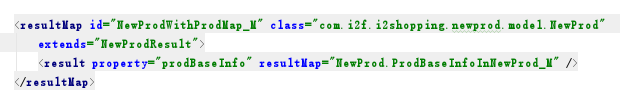 <resultMap id="NewProdWithProdMap_M" class="com.i2f.i2shopping.newprod.model.NewProd"
extends="NewProdResult">
<result property="prodBaseInfo" resultMap="NewProd.ProdBaseInfoInNewProd_M" />
</resultMap>